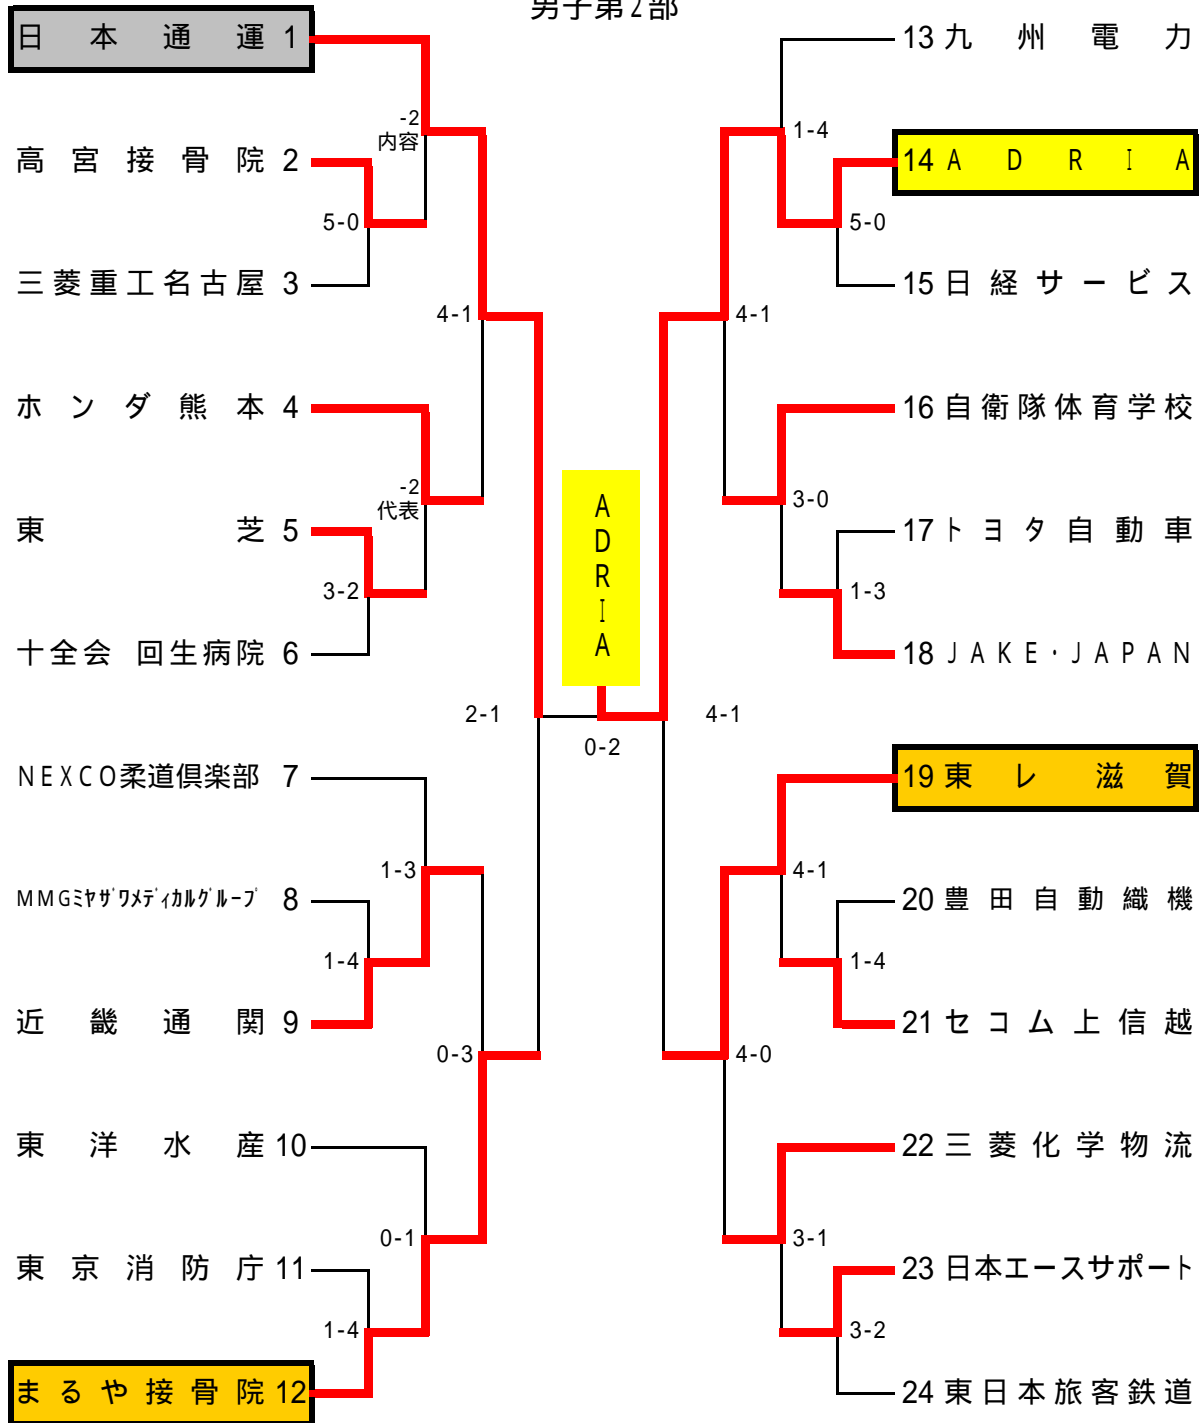 男子第2部
日本通運 1
-2
内容
高宮接骨院 2
5-0
三菱重工名古屋 3
4-1
ホンダ熊本 4
-2
代表
東芝 5
3-2
十全会 回生病院 6
2-1
NEXCO柔道倶楽部 7
1-3
MMGミヤザワメディカルグループ 8
1-4
近畿通関 9
0-3
東洋水産 10
0-1
東京消防庁 11
1-4
まるや接骨院 12
ADRIA
0-2
13 九州電力
1-4
14 ADRIA
5-0
15 日経サービス
4-1
16 自衛隊体育学校
3-0
17 トヨタ自動車
1-3
18 JAKE・JAPAN
4-1
19 東レ滋賀
4-1
20 豊田自動織機
1-4
21 セコム上信越
4-0
22 三菱化学物流
3-1
23 日本エースサポート
3-2
24 東日本旅客鉄道